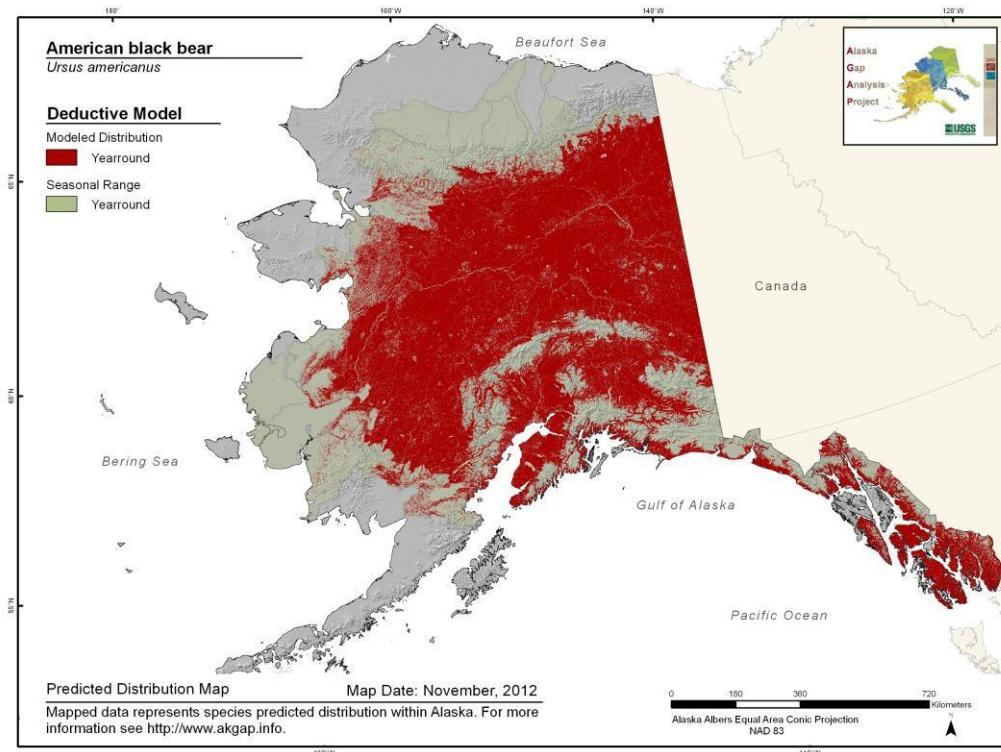 180°
160°W
140°W
120°W
American black bear
Ursus americanus
Beaufort Sea
Alaska
Gap
Analysis
Project
USGS
Deductive Model
Modeled Distribution
Yearround
Seasonal Range
Yearround
65°N
Canada
60°N
Bering Sea
Gulf of Alaska
55°N
Pacific Ocean
Predicted Distribution Map
Map Date: November, 2012
Mapped data represents species predicted distribution within Alaska. For more
information see http://www.akgap.info.
0 180 360 720
Kilometers
Alaska Albers Equal Area Conic Projection
NAD 83
N